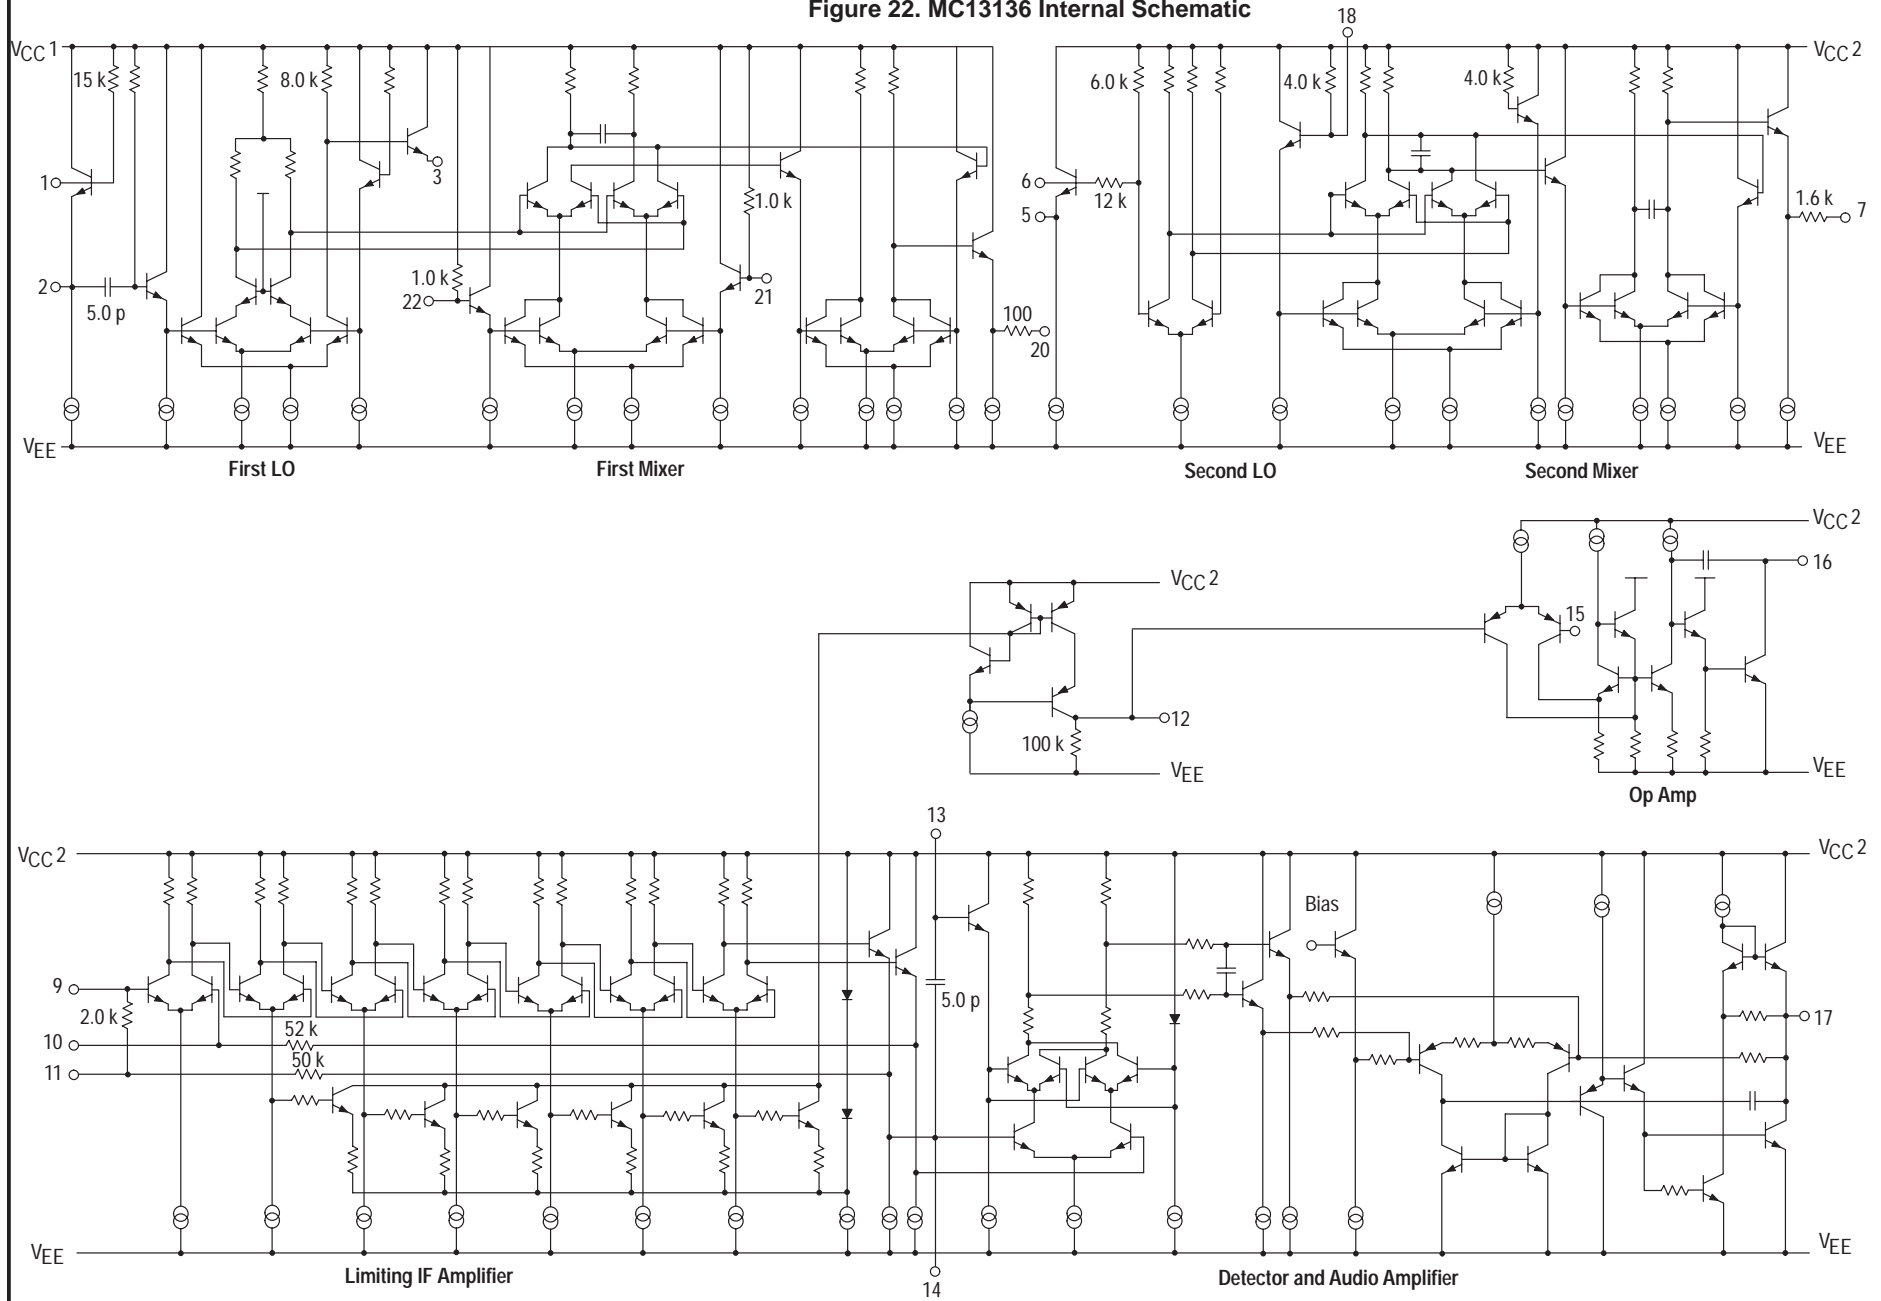 Figure 22. MC13136 Internal Schematic
18
VCC 1
15 k
8.0 k
6.0 k
4.0 k
4.0 k
VCC 2
1
3
1.0 k
6
5
12 k
1.6 k
7
2
5.0 p
1.0 k
22
21
100
20
VEE
VEE
First LO
First Mixer
Second LO
Second Mixer
VCC 2
16
VCC 2
15
12
100 k
VEE
VEE
Op Amp
13
VCC 2
VCC 2
Bias
9
2.0 k
5.0 p
52 k
10
50 k
11
17
VEE
VEE
Limiting IF Amplifier
14
Detector and Audio Amplifier